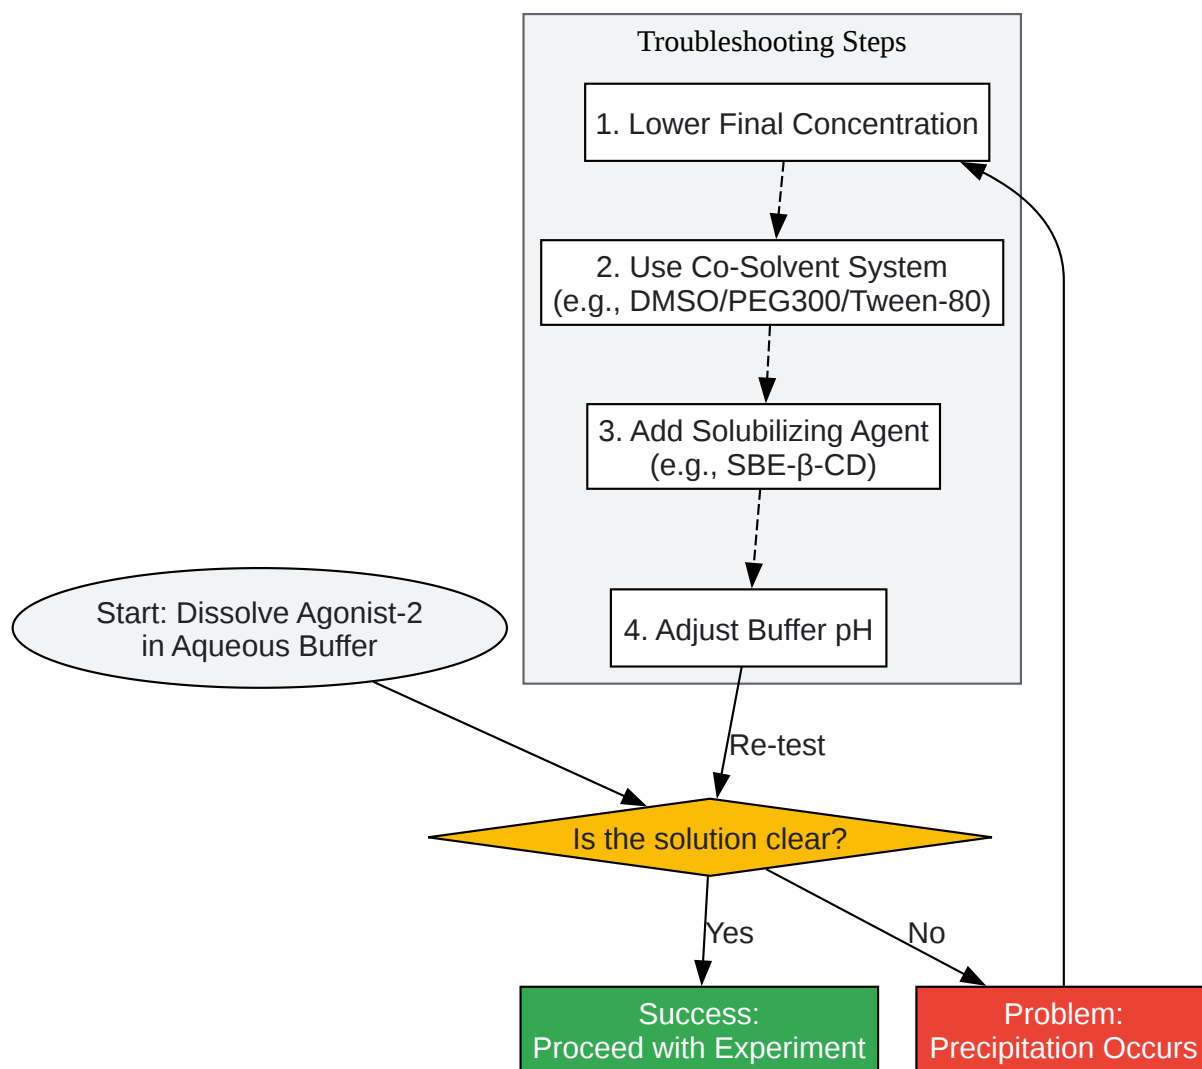 Troubleshooting Steps
1. Lower Final Concentration
2. Use Co-Solvent System
(e.g., DMSO/PEG300/Tween-80)
3. Add Solubilizing Agent
(e.g., SBE-β-CD)
4. Adjust Buffer pH
Start: Dissolve Agonist-2
in Aqueous Buffer
Re-test
Is the solution clear?
Yes
No
Success:
Proceed with Experiment
Problem:
Precipitation Occurs